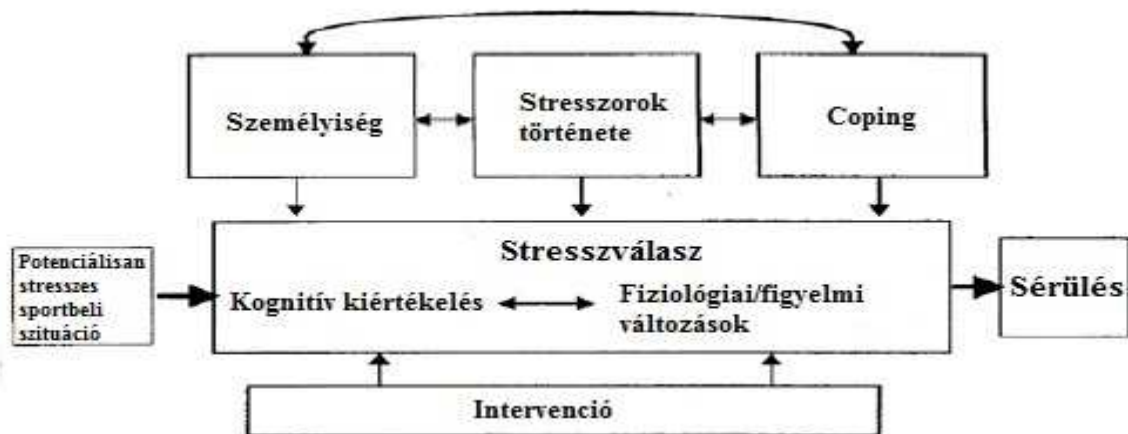 Személyiség
Stresszorok
története
Coping
Potenciálisan
stresszes
sportbeli
szituáció
Stresszválasz
Kognitív kiértékelés
Fiziológiai/figyelmi
változások
Sérülés
Intervenció